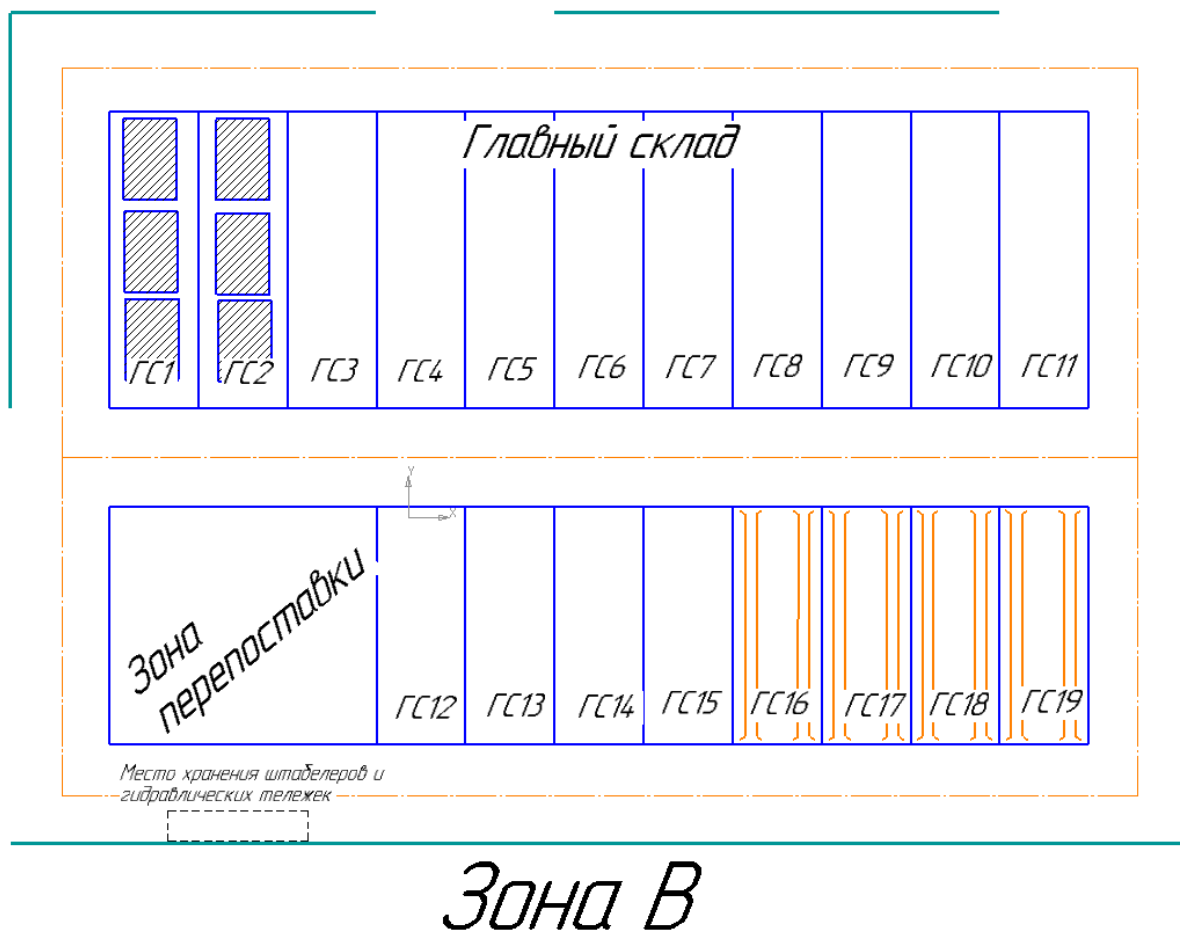 Главный склад
ГС1 ГС2 ГС3 ГС4 ГС5 ГС6 ГС7 ГС8 ГС9 ГС10 ГС11
Y
X
Зона
перепоставки
ГС12 ГС13 ГС14 ГС15 ГС16 ГС17 ГС18 ГС19
Место хранения штабелеров и
гидравлических тележек
Зона В